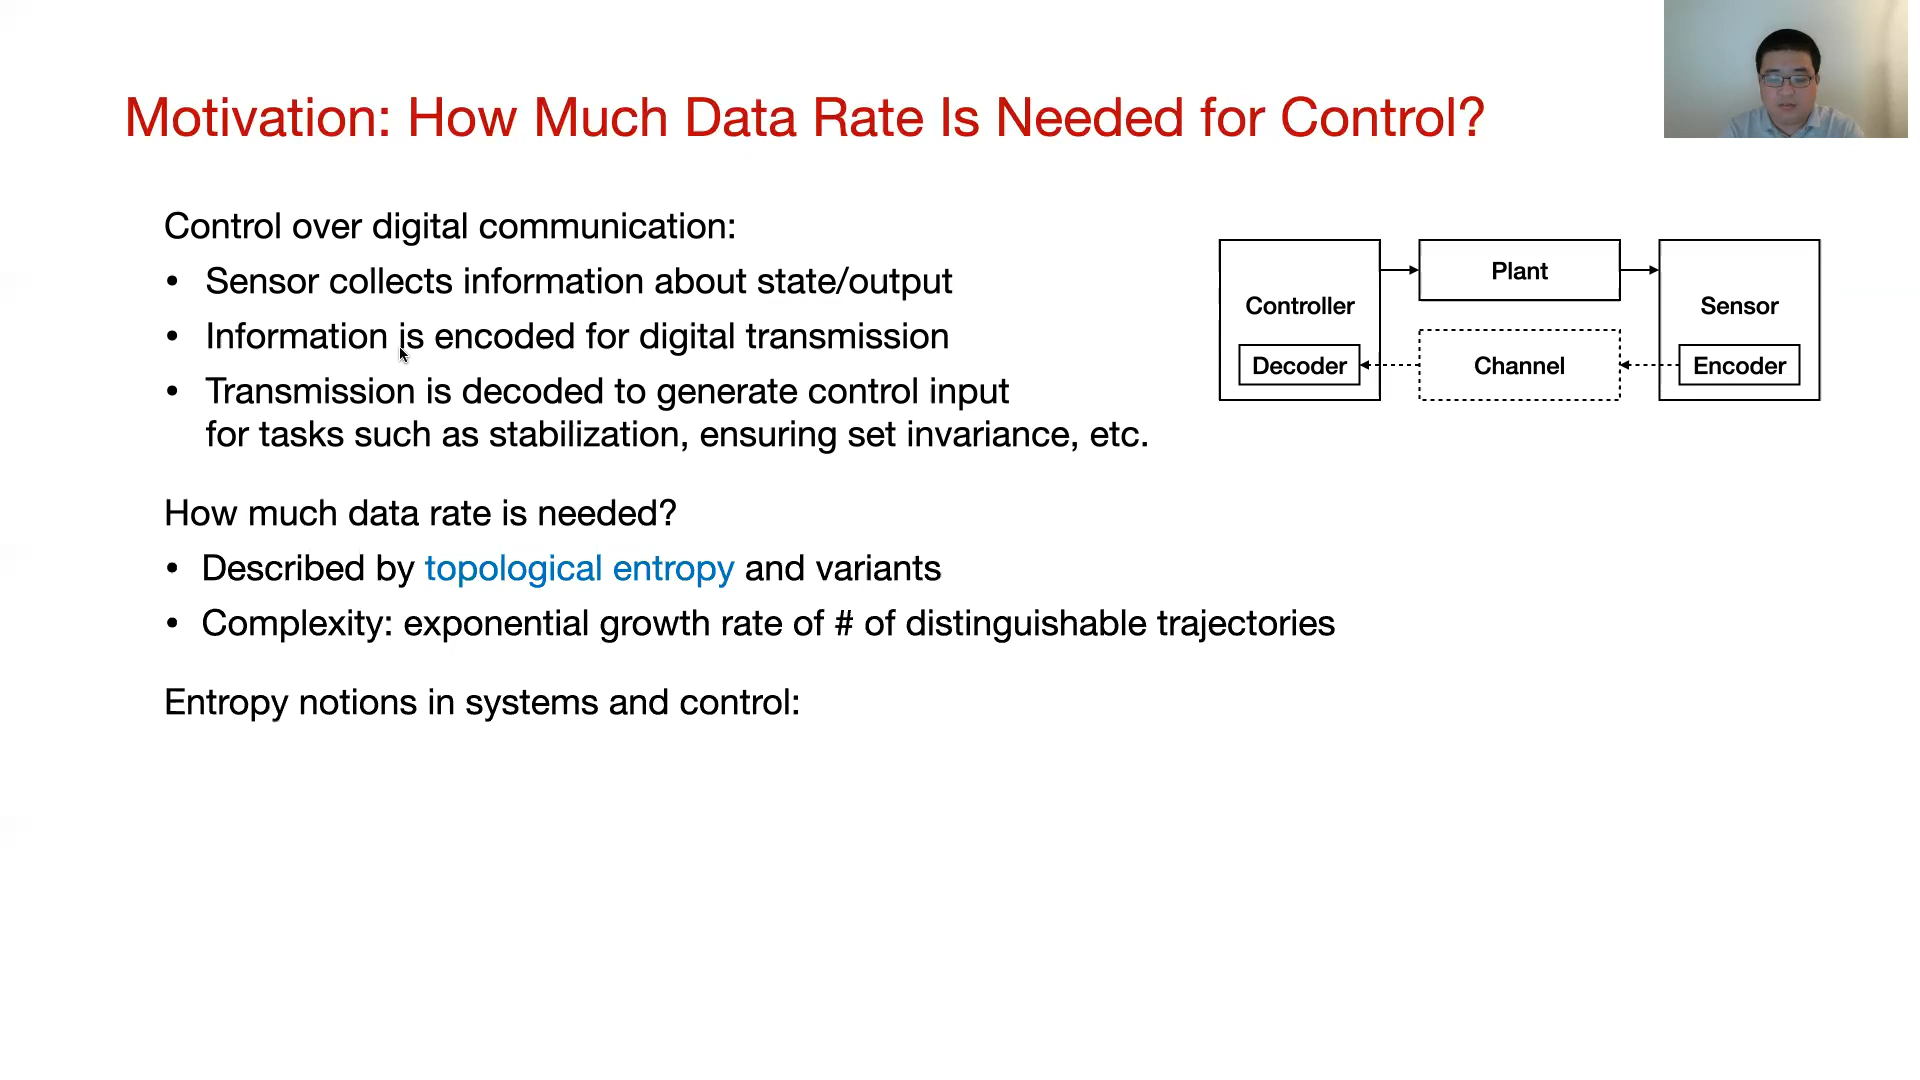 Motivation: How Much Data Rate Is Needed for Control?
Control over digital communication:
• Sensor collects information about state/output
• Information is encoded for digital transmission
• Transmission is decoded to generate control input
for tasks such as stabilization, ensuring set invariance, etc.
Controller
Decoder
Plant
Channel
Sensor
Encoder
How much data rate is needed?
• Described by topological entropy and variants
• Complexity: exponential growth rate of # of distinguishable trajectories
Entropy notions in systems and control: